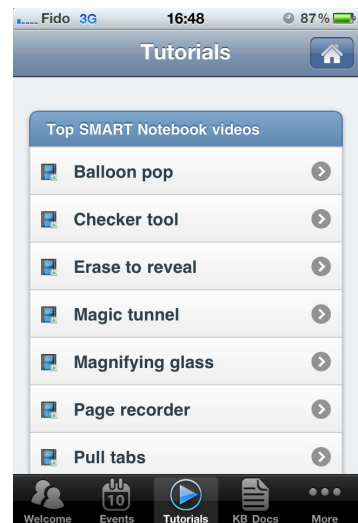 Fido 3G 16:48 87%
Tutorials
Top SMART Notebook videos
Balloon pop
Checker tool
Erase to reveal
Magic tunnel
Magnifying glass
Page recorder
Pull tabs
10
Welcome Events Tutorials KB Docs More